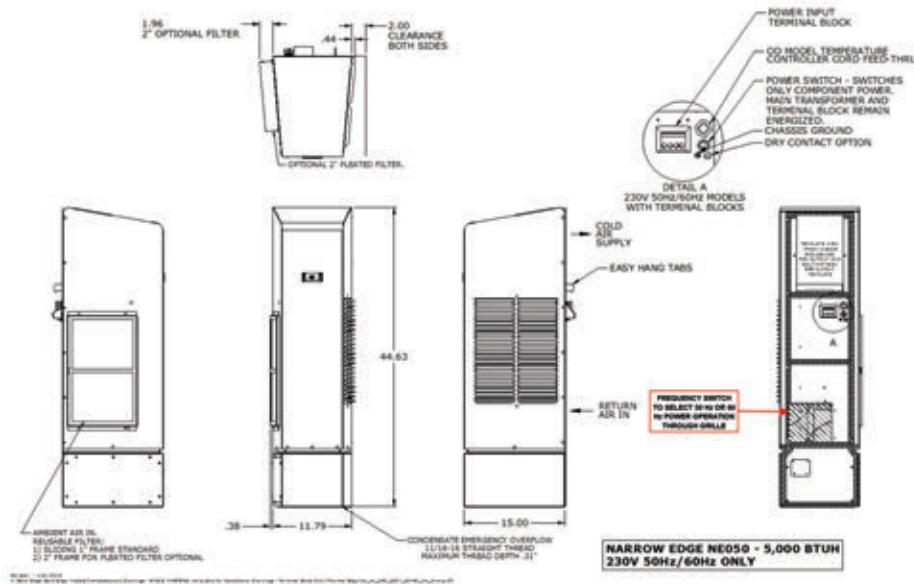 1.96
2" OPTIONAL FILTER
.44
2.00
CLEARANCE
BOTH SIDES
OPTIONAL 2" PLEATED FILTER.
POWER INPUT
TERMINAL BLOCK
OD MODEL TEMPERATURE
CONTROLLER CORD FEED-THRU
POWER SWITCH - SWITCHES
ONLY COMPONENT POWER.
MAIN TRANSFORMER AND
TERMINAL BLOCK REMAIN
ENERGIZED.
CHASSIS GROUND
DRY CONTACT OPTION
DETAIL A
230V 50Hz/60Hz MODELS
WITH TERMINAL BLOCKS
COLD
AIR
SUPPLY
EASY HANG TABS
44.63
A
RETURN
AIR IN
FREQUENCY SWITCH
TO SELECT 50 Hz OR 60
Hz POWER OPERATION
THROUGH GRILLE
.38
11.79
15.00
AMBIENT AIR IN.
REUSABLE FILTER:
1) SLIDING 1" FRAME STANDARD
2) 2" FRAME FOR PLEATED FILTER OPTIONAL
CONDENSATE EMERGENCY OVERFLOW
11/16-16 STRAIGHT THREAD
MAXIMUM THREAD DEPTH .31"
NARROW EDGE NE050 - 5,000 BTUH
230V 50Hz/60Hz ONLY